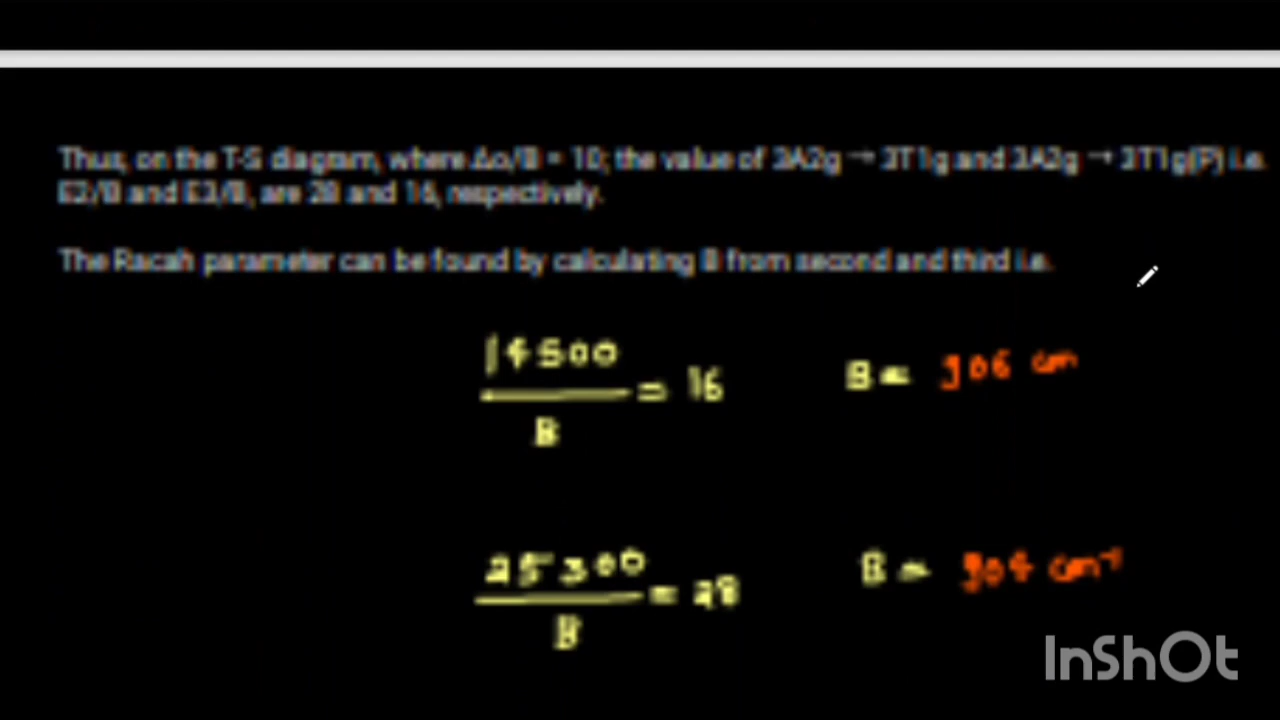 Thus, on the T-S diagram, where Δo/B = 10; the value of 3A2g → 3T1g and 3A2g → 3T1g(P) i.e.
E2/B and E3/B, are 28 and 16, respectively.
The Racah parameter can be found by calculating B from second and third i.e.
14500
B
= 16
B = 906 cm
25300
B
= 28
B = 904 cm⁻¹
InShOt